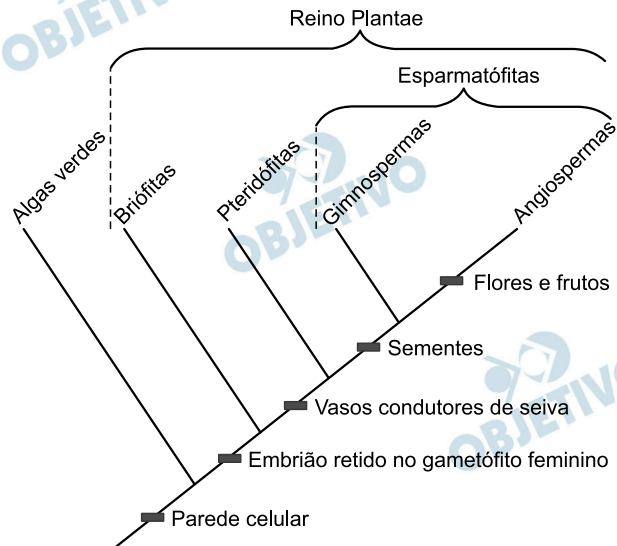 Reino Plantae
Esparmatófitas
Algas verdes
Briófitas
Pteridófitas
Gimnospermas
Angiospermas
Flores e frutos
Sementes
Vasos condutores de seiva
Embrião retido no gametófito feminino
Parede celular
OBJETIVO
OBJETIVO
OBJETIVO